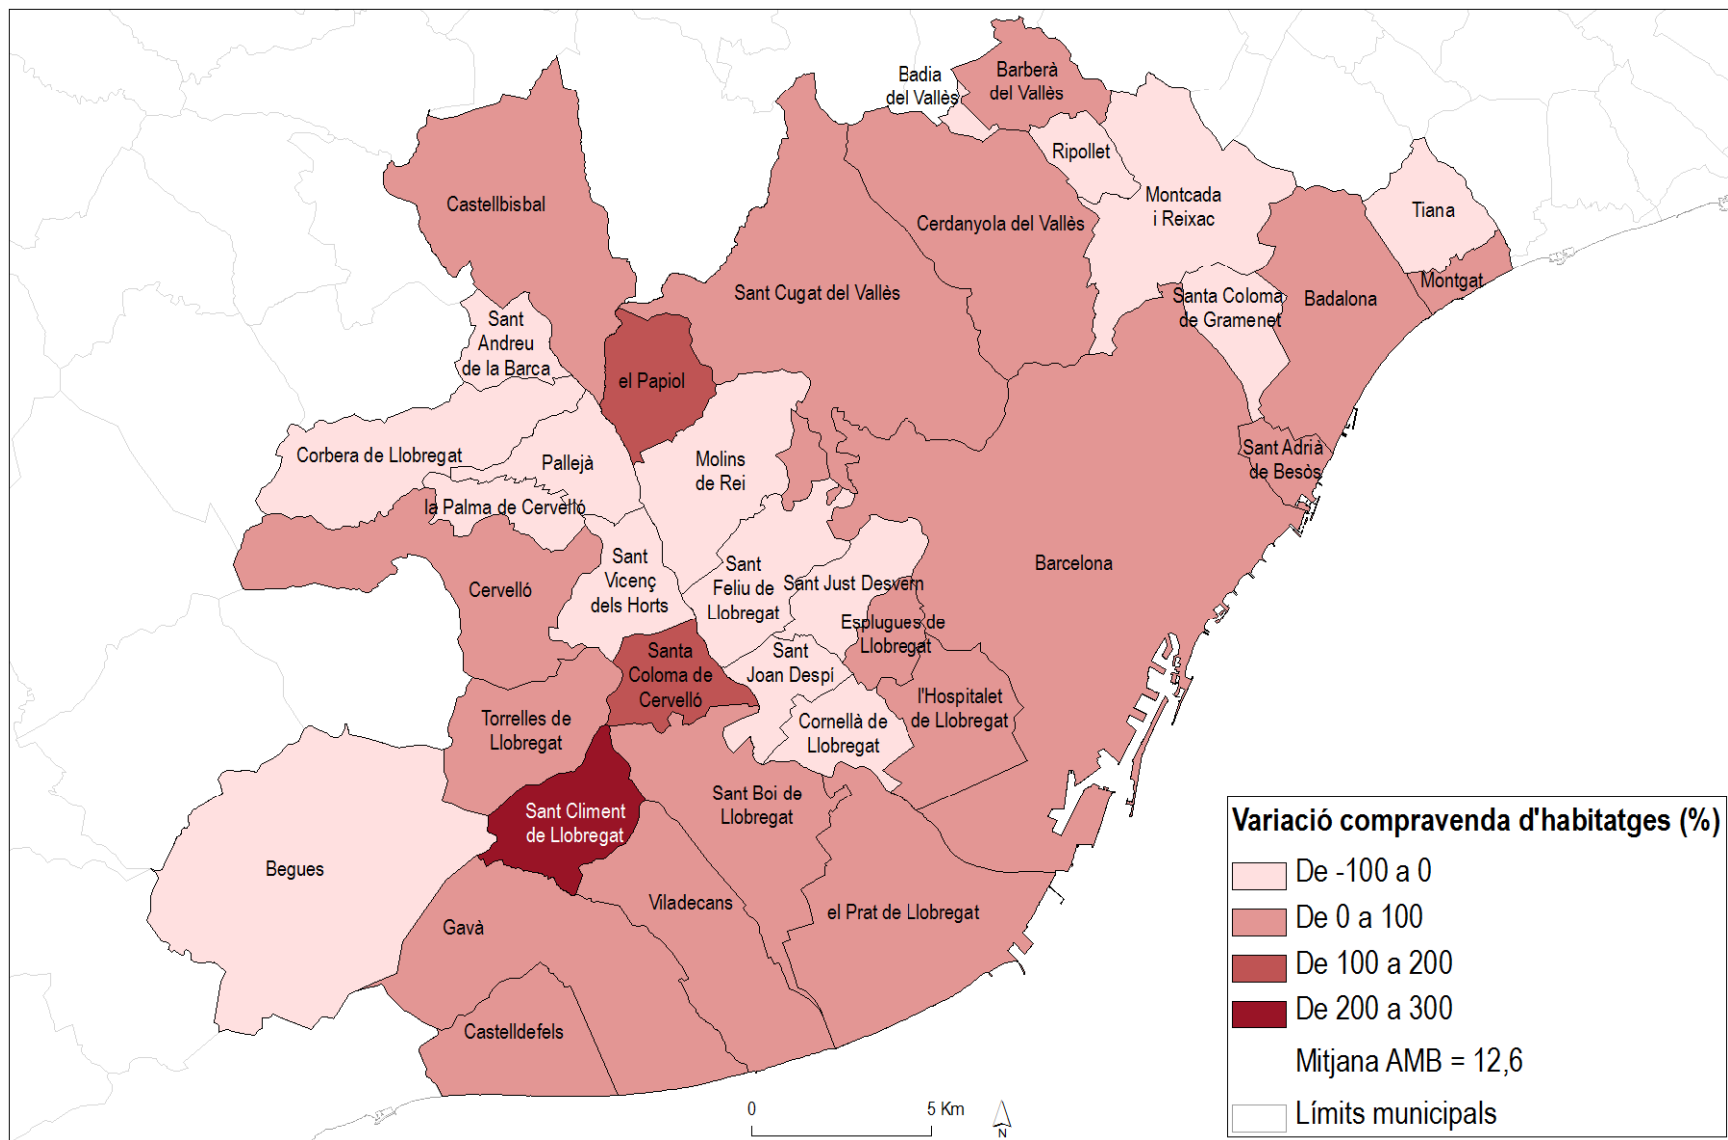 Badia
del Vallès
Barberà
del Vallès
Ripollet
Montcada
i Reixac
Tiana
Montgat
Castellbisbal
Cerdanyola del Vallès
Sant Cugat del Vallès
Santa Coloma
de Gramenet
Badalona
Sant
Andreu
de la Barca
el Papiol
Corbera de Llobregat
Pallejà
Molins
de Rei
Sant Adrià
de Besòs
la Palma de Cervelló
Cervelló
Sant
Vicenç
dels Horts
Sant
Feliu de
Llobregat
Sant Just Desvern
Barcelona
Esplugues de
Llobregat
Santa
Coloma de
Cervelló
Sant
Joan Despí
l'Hospitalet
de Llobregat
Torrelles de
Llobregat
Cornellà de
Llobregat
Sant Climent
de Llobregat
Sant Boi de
Llobregat
Begues
Viladecans
el Prat de Llobregat
Gavà
Castelldefels
Variació compravenda d'habitatges (%)
De -100 a 0
De 0 a 100
De 100 a 200
De 200 a 300
Mitjana AMB = 12,6
Límits municipals
0 5 Km
N